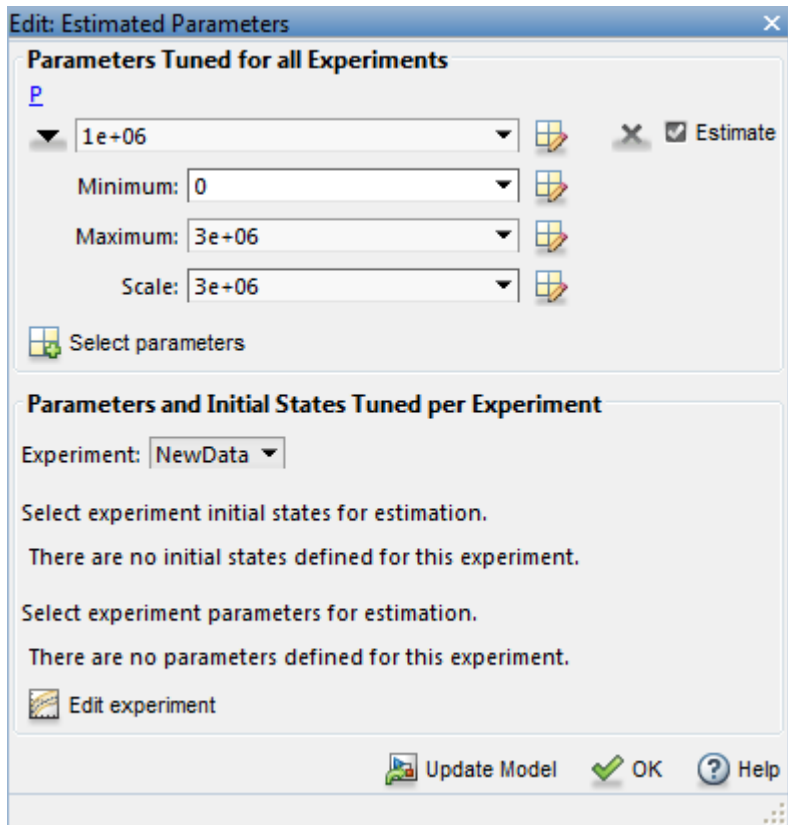 Edit: Estimated Parameters
Parameters Tuned for all Experiments
P
1e+06 Estimate
Minimum: 0
Maximum: 3e+06
Scale: 3e+06
Select parameters
Parameters and Initial States Tuned per Experiment
Experiment: NewData
Select experiment initial states for estimation.
There are no initial states defined for this experiment.
Select experiment parameters for estimation.
There are no parameters defined for this experiment.
Edit experiment
Update Model OK Help